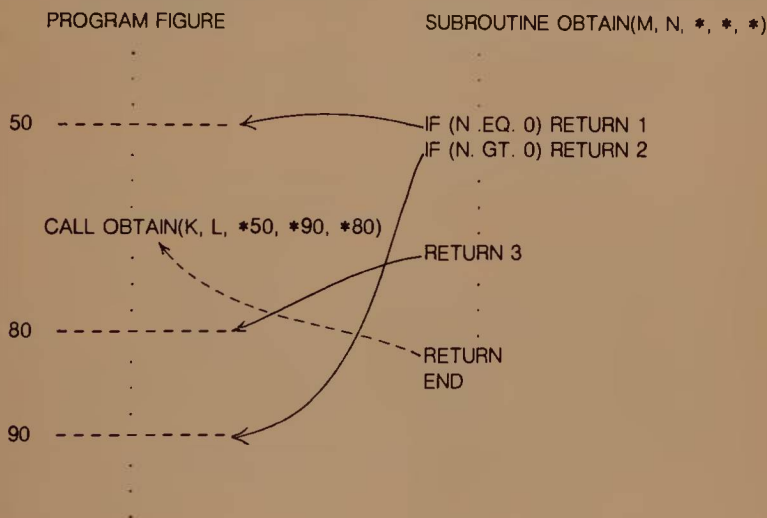 PROGRAM FIGURE
SUBROUTINE OBTAIN(M, N, *, *, *)
50 - - - - - - - - - -
IF (N .EQ. 0) RETURN 1
IF (N. GT. 0) RETURN 2
CALL OBTAIN(K, L, *50, *90, *80)
RETURN 3
80 - - - - - - - - - -
RETURN
END
90 - - - - - - - - - -